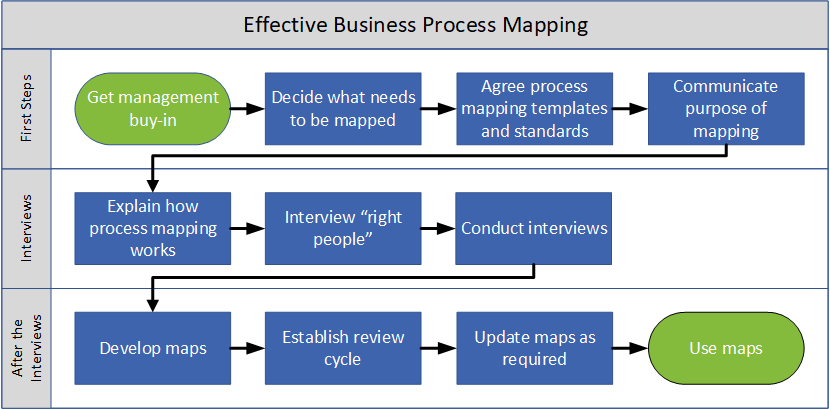 Effective Business Process Mapping
First Steps
Get management
buy-in
Decide what needs
to be mapped
Agree process
mapping templates
and standards
Communicate
purpose of
mapping
Interviews
Explain how
process mapping
works
Interview “right
people”
Conduct interviews
After the
Interviews
Develop maps
Establish review
cycle
Update maps as
required
Use maps